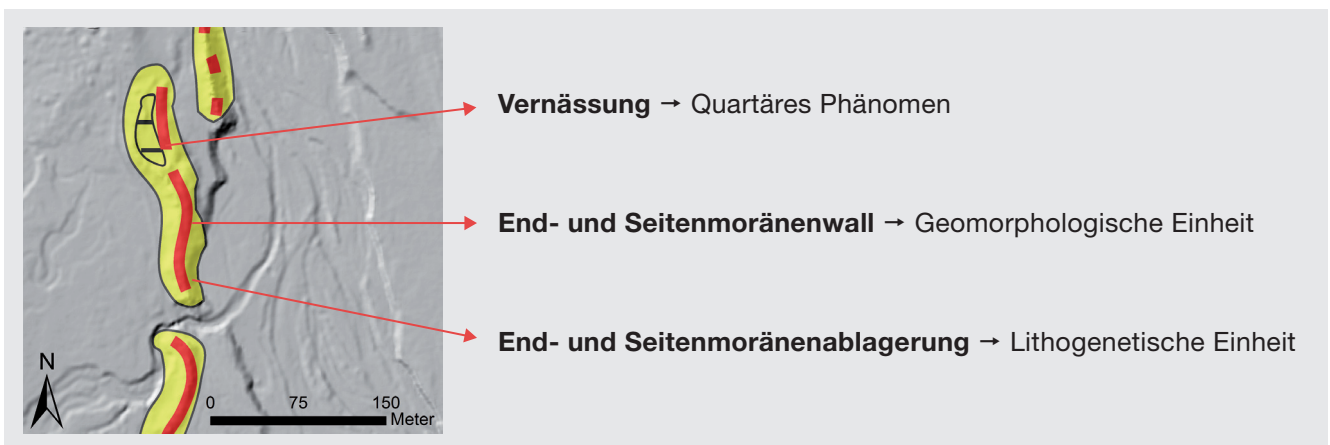 Vernässung → Quartäres Phänomen
End- und Seitenmoränenwall → Geomorphologische Einheit
End- und Seitenmoränenablagerung → Lithogenetische Einheit
N
0 75 150
Meter